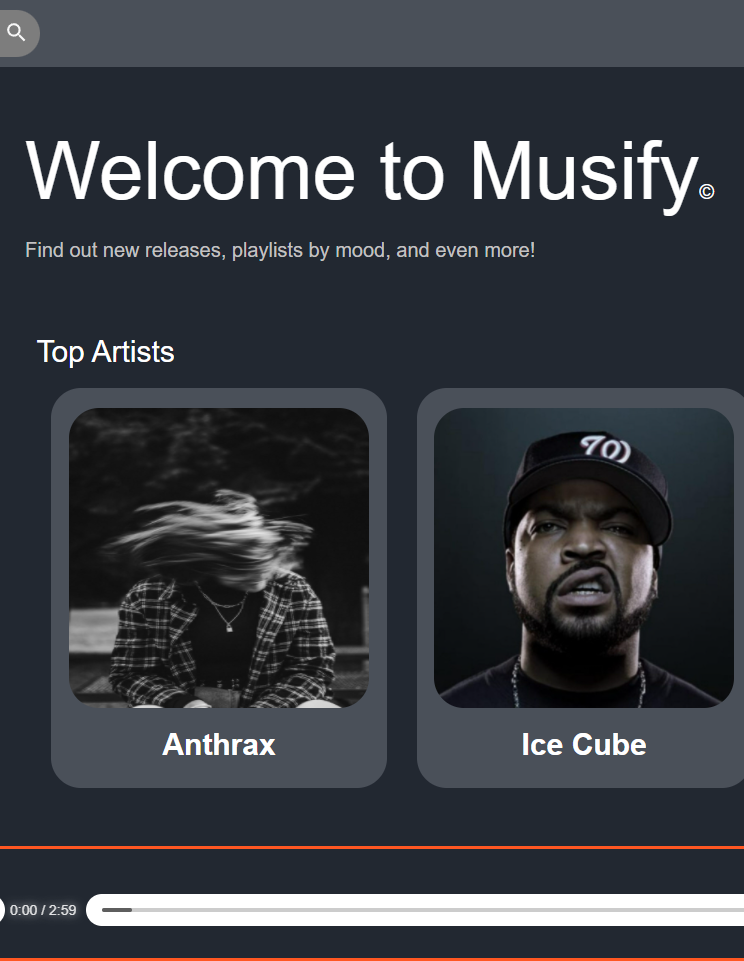 Welcome to Musify©
Find out new releases, playlists by mood, and even more!
Top Artists
Anthrax
Ice Cube
0:00 / 2:59